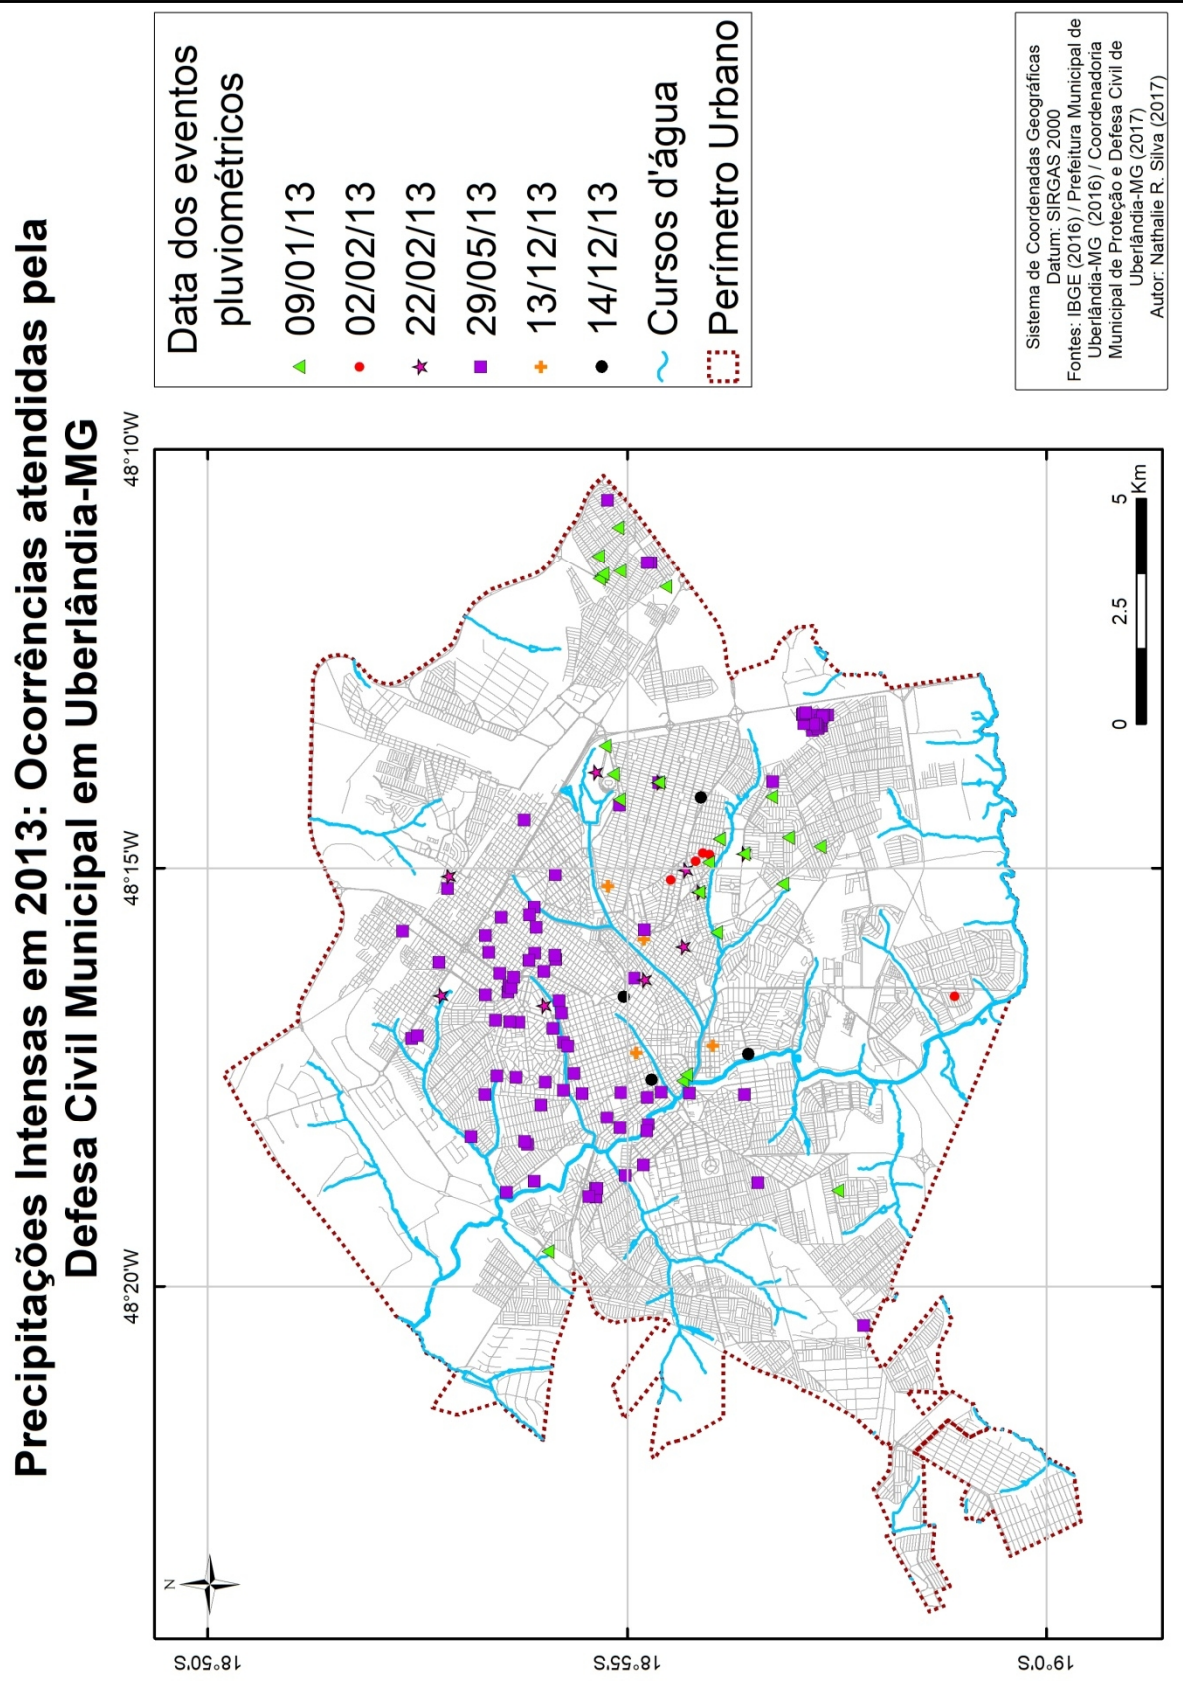 Precipitações Intensas em 2013: Ocorrências atendidas pela
Defesa Civil Municipal em Uberlândia-MG
48°20'W
48°15'W
48°10'W
18°50'S
18°55'S
19°0'S
N
0
2.5
5
Km
Data dos eventos
pluviométricos
09/01/13
02/02/13
22/02/13
29/05/13
13/12/13
14/12/13
Cursos d'água
Perímetro Urbano
Sistema de Coordenadas Geográficas
Datum: SIRGAS 2000
Fontes: IBGE (2016) / Prefeitura Municipal de
Uberlândia-MG (2016) / Coordenadoria
Municipal de Proteção e Defesa Civil de
Uberlândia-MG (2017)
Autor: Nathalie R. Silva (2017)